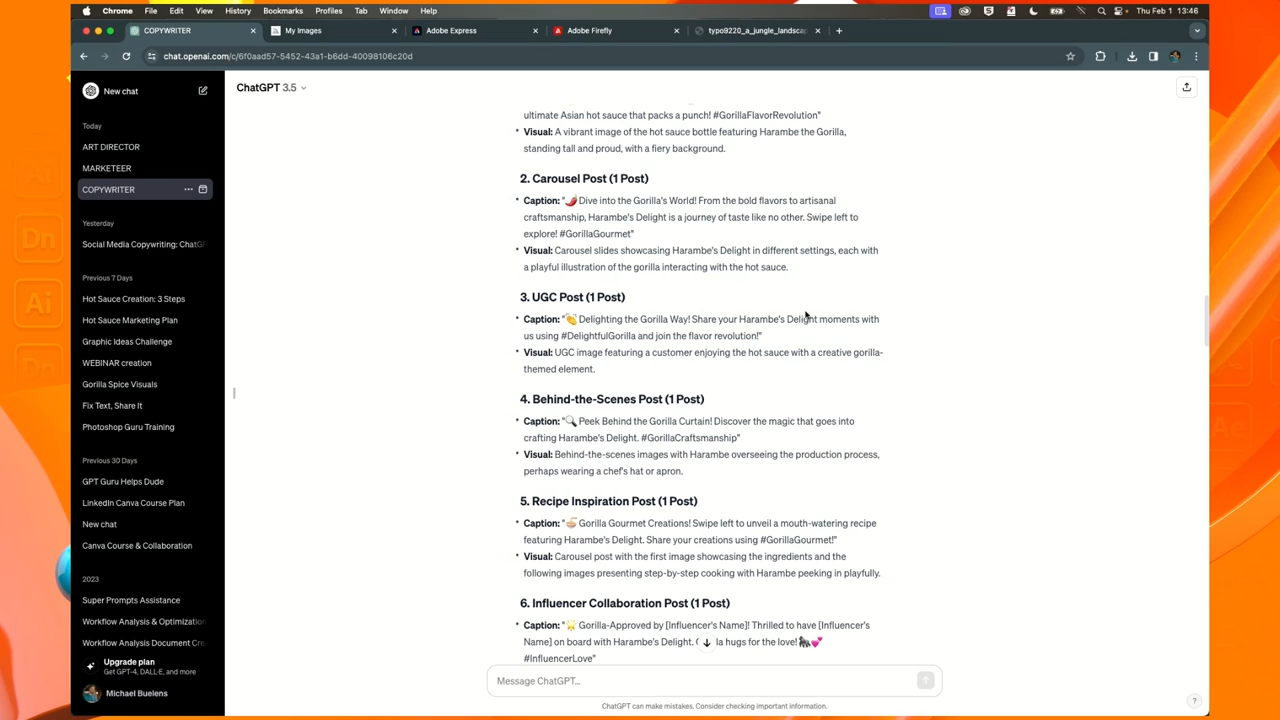 Chrome File Edit View History Bookmarks Profiles Tab Window Help Thu Feb 1 13:46
COPYWRITER My Images Adobe Express Adobe Firefly typo9220_a_jungle_landsca
chat.openai.com/c/6f0aad57-5452-43a1-b6dd-40098106c20d
New chat
Today
ART DIRECTOR
MARKETEER
COPYWRITER
Yesterday
Social Media Copywriting: ChatG
Previous 7 Days
Hot Sauce Creation: 3 Steps
Hot Sauce Marketing Plan
Graphic Ideas Challenge
WEBINAR creation
Gorilla Spice Visuals
Fix Text, Share It
Photoshop Guru Training
Previous 30 Days
GPT Guru Helps Dude
LinkedIn Canva Course Plan
New chat
Canva Course & Collaboration
2023
Super Prompts Assistance
Workflow Analysis & Optimization
Workflow Analysis Document Cre
Upgrade plan
Get GPT-4, DALL·E, and more
Michael Buelens
ChatGPT 3.5
ultimate Asian hot sauce that packs a punch! #GorillaFlavorRevolution"
• Visual: A vibrant image of the hot sauce bottle featuring Harambe the Gorilla,
standing tall and proud, with a fiery background.
2. Carousel Post (1 Post)
• Caption: "🌶️ Dive into the Gorilla's World! From the bold flavors to artisanal
craftsmanship, Harambe's Delight is a journey of taste like no other. Swipe left to
explore! #GorillaGourmet"
• Visual: Carousel slides showcasing Harambe's Delight in different settings, each with
a playful illustration of the gorilla interacting with the hot sauce.
3. UGC Post (1 Post)
• Caption: "👏 Delighting the Gorilla Way! Share your Harambe's Delight moments with
us using #DelightfulGorilla and join the flavor revolution!"
• Visual: UGC image featuring a customer enjoying the hot sauce with a creative gorilla-
themed element.
4. Behind-the-Scenes Post (1 Post)
• Caption: "🔍 Peek Behind the Gorilla Curtain! Discover the magic that goes into
crafting Harambe's Delight. #GorillaCraftsmanship"
• Visual: Behind-the-scenes images with Harambe overseeing the production process,
perhaps wearing a chef's hat or apron.
5. Recipe Inspiration Post (1 Post)
• Caption: "🍜 Gorilla Gourmet Creations! Swipe left to unveil a mouth-watering recipe
featuring Harambe's Delight. Share your creations using #GorillaGourmet!"
• Visual: Carousel post with the first image showcasing the ingredients and the
following images presenting step-by-step cooking with Harambe peeking in playfully.
6. Influencer Collaboration Post (1 Post)
• Caption: "🌟 Gorilla-Approved by [Influencer's Name]! Thrilled to have [Influencer's
Name] on board with Harambe's Delight. la hugs for the love! 🦍💕
#InfluencerLove"
Message ChatGPT...
ChatGPT can make mistakes. Consider checking important information.
?
Dn
Ai